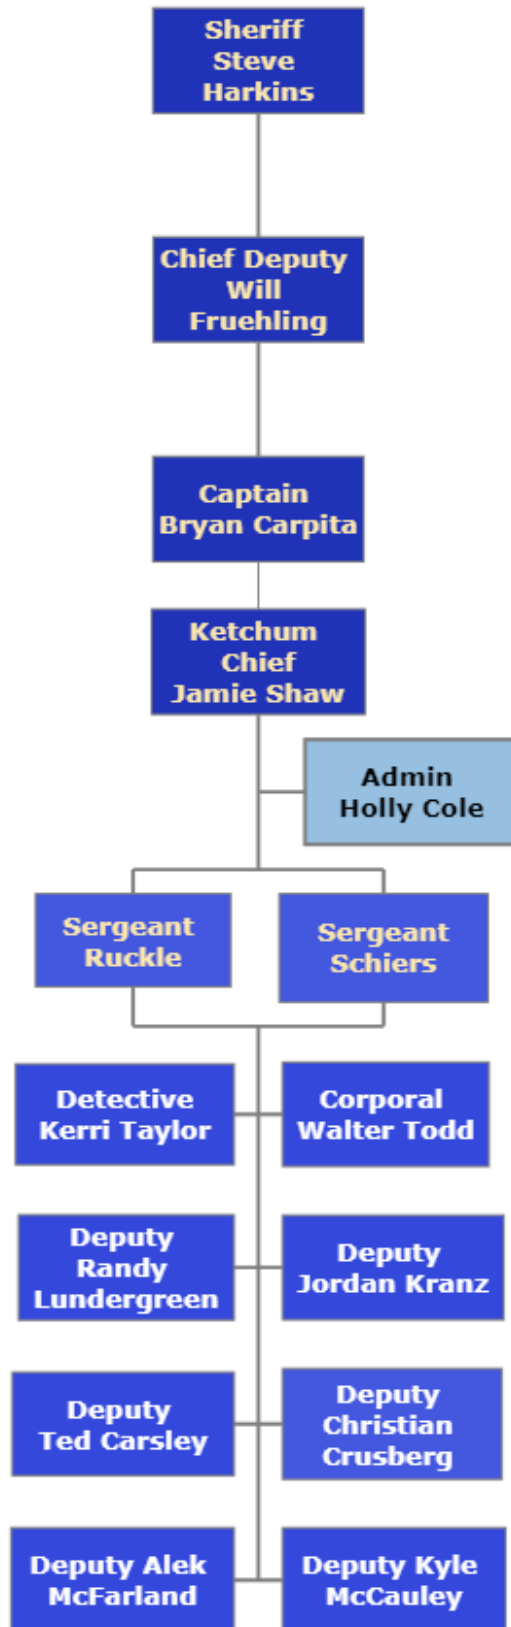 Sheriff
Steve
Harkins
Chief Deputy
Will
Fruehling
Captain
Bryan Carpita
Ketchum
Chief
Jamie Shaw
Admin
Holly Cole
Sergeant
Ruckle
Sergeant
Schiers
Detective
Kerri Taylor
Corporal
Walter Todd
Deputy
Randy
Lundergreen
Deputy
Jordan Kranz
Deputy
Ted Carsley
Deputy
Christian
Crusberg
Deputy Alek
McFarland
Deputy Kyle
McCauley